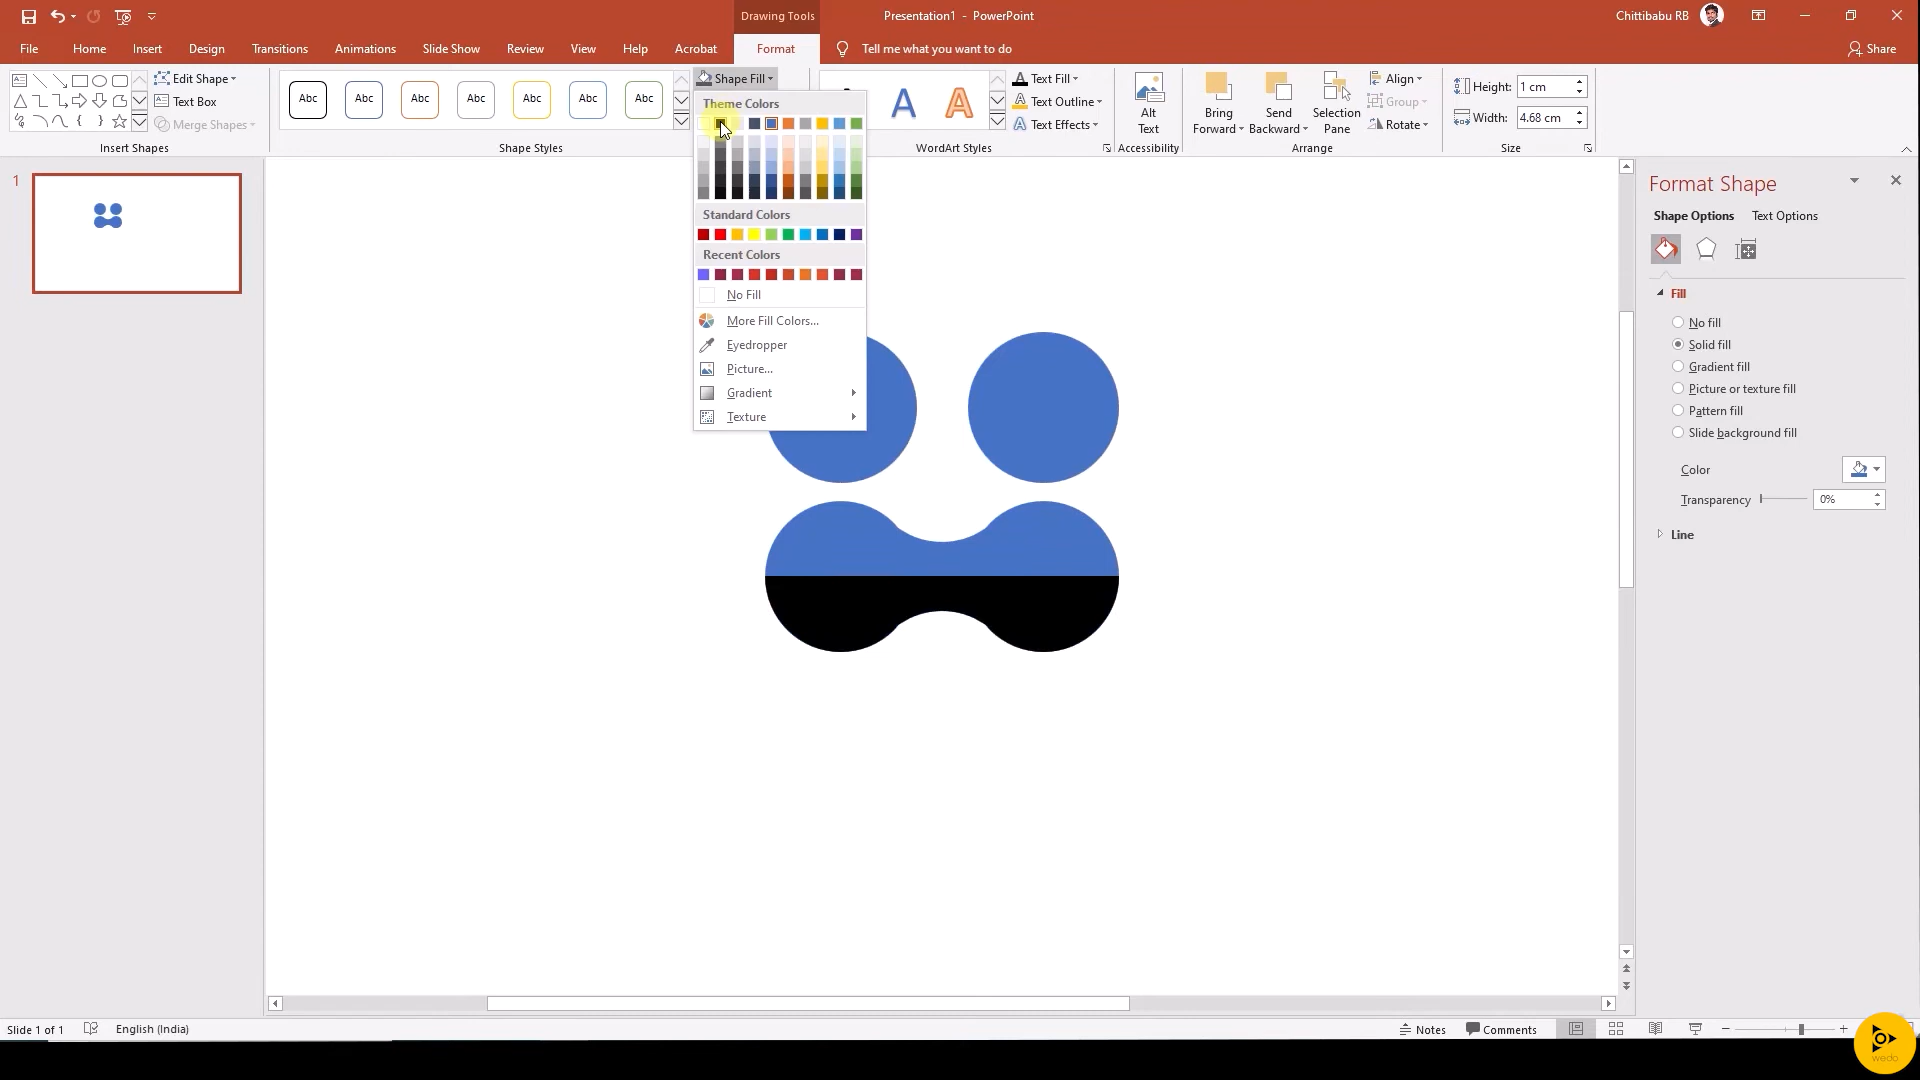 Drawing Tools
Presentation1 - PowerPoint
Chittibabu RB
File Home Insert Design Transitions Animations Slide Show Review View Help Acrobat Format Tell me what you want to do Share
Edit Shape
Text Box
Merge Shapes
Insert Shapes
Abc Abc Abc Abc Abc Abc Abc
Shape Styles
Shape Fill
Theme Colors
Standard Colors
Recent Colors
No Fill
More Fill Colors...
Eyedropper
Picture...
Gradient
Texture
A A
Text Fill
Text Outline
Text Effects
WordArt Styles
Alt
Text
Accessibility
Bring
Forward
Send
Backward
Selection
Pane
Align
Group
Rotate
Arrange
Height: 1 cm
Width: 4.68 cm
Size
1
Format Shape
Shape Options Text Options
Fill
No fill
Solid fill
Gradient fill
Picture or texture fill
Pattern fill
Slide background fill
Color
Transparency 0%
Line
Slide 1 of 1 English (India)
Notes Comments
wedo